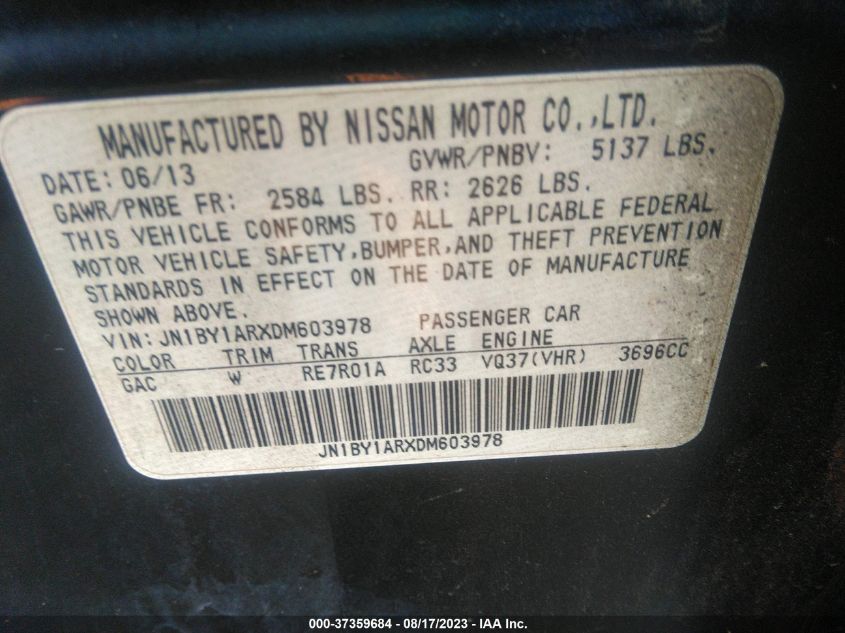 MANUFACTURED BY NISSAN MOTOR CO.,LTD.
DATE: 06/13 GVWR/PNBV: 5137 LBS.
GAWR/PNBE FR: 2584 LBS. RR: 2626 LBS.
THIS VEHICLE CONFORMS TO ALL APPLICABLE FEDERAL
MOTOR VEHICLE SAFETY,BUMPER,AND THEFT PREVENTION
STANDARDS IN EFFECT ON THE DATE OF MANUFACTURE
SHOWN ABOVE.
VIN: JN1BY1ARXDM603978 PASSENGER CAR
COLOR TRIM TRANS AXLE ENGINE
GAC W RE7R01A RC33 VQ37(VHR) 3696CC
JN1BY1ARXDM603978
000-37359684 - 08/17/2023 - IAA Inc.